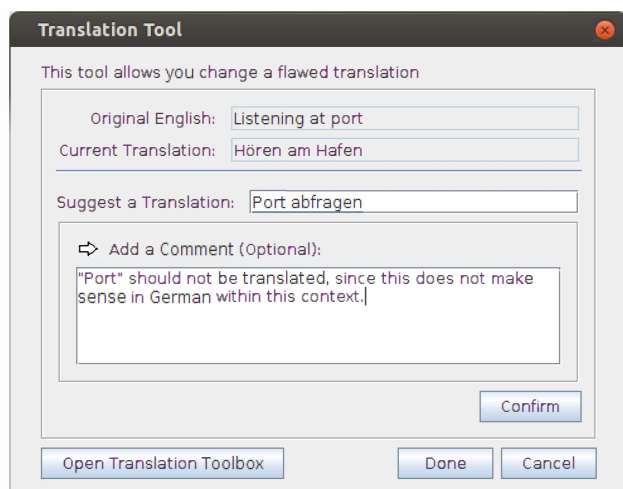 Translation Tool
This tool allows you change a flawed translation
Original English: Listening at port
Current Translation: Hören am Hafen
Suggest a Translation: Port abfragen
Add a Comment (Optional):
"Port" should not be translated, since this does not make
sense in German within this context.
Confirm
Open Translation Toolbox Done Cancel